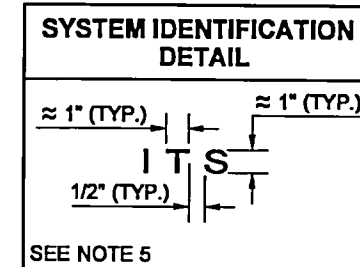 SYSTEM IDENTIFICATION
DETAIL
≈ 1" (TYP.)
≈ 1" (TYP.)
I T S
1/2" (TYP.)
SEE NOTE 5